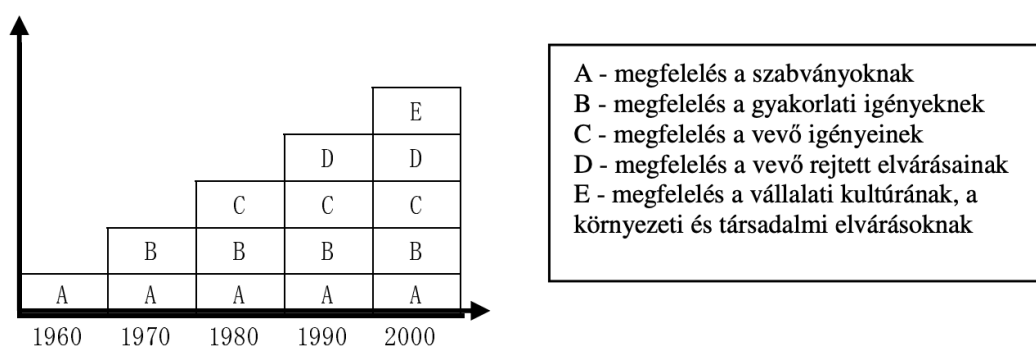 E
D D
C C C
B B B B
A A A A A
1960 1970 1980 1990 2000
A - megfelelés a szabványoknak
B - megfelelés a gyakorlati igényeknek
C - megfelelés a vevő igényeinek
D - megfelelés a vevő rejtett elvárásainak
E - megfelelés a vállalati kultúrának, a
környezeti és társadalmi elvárásoknak